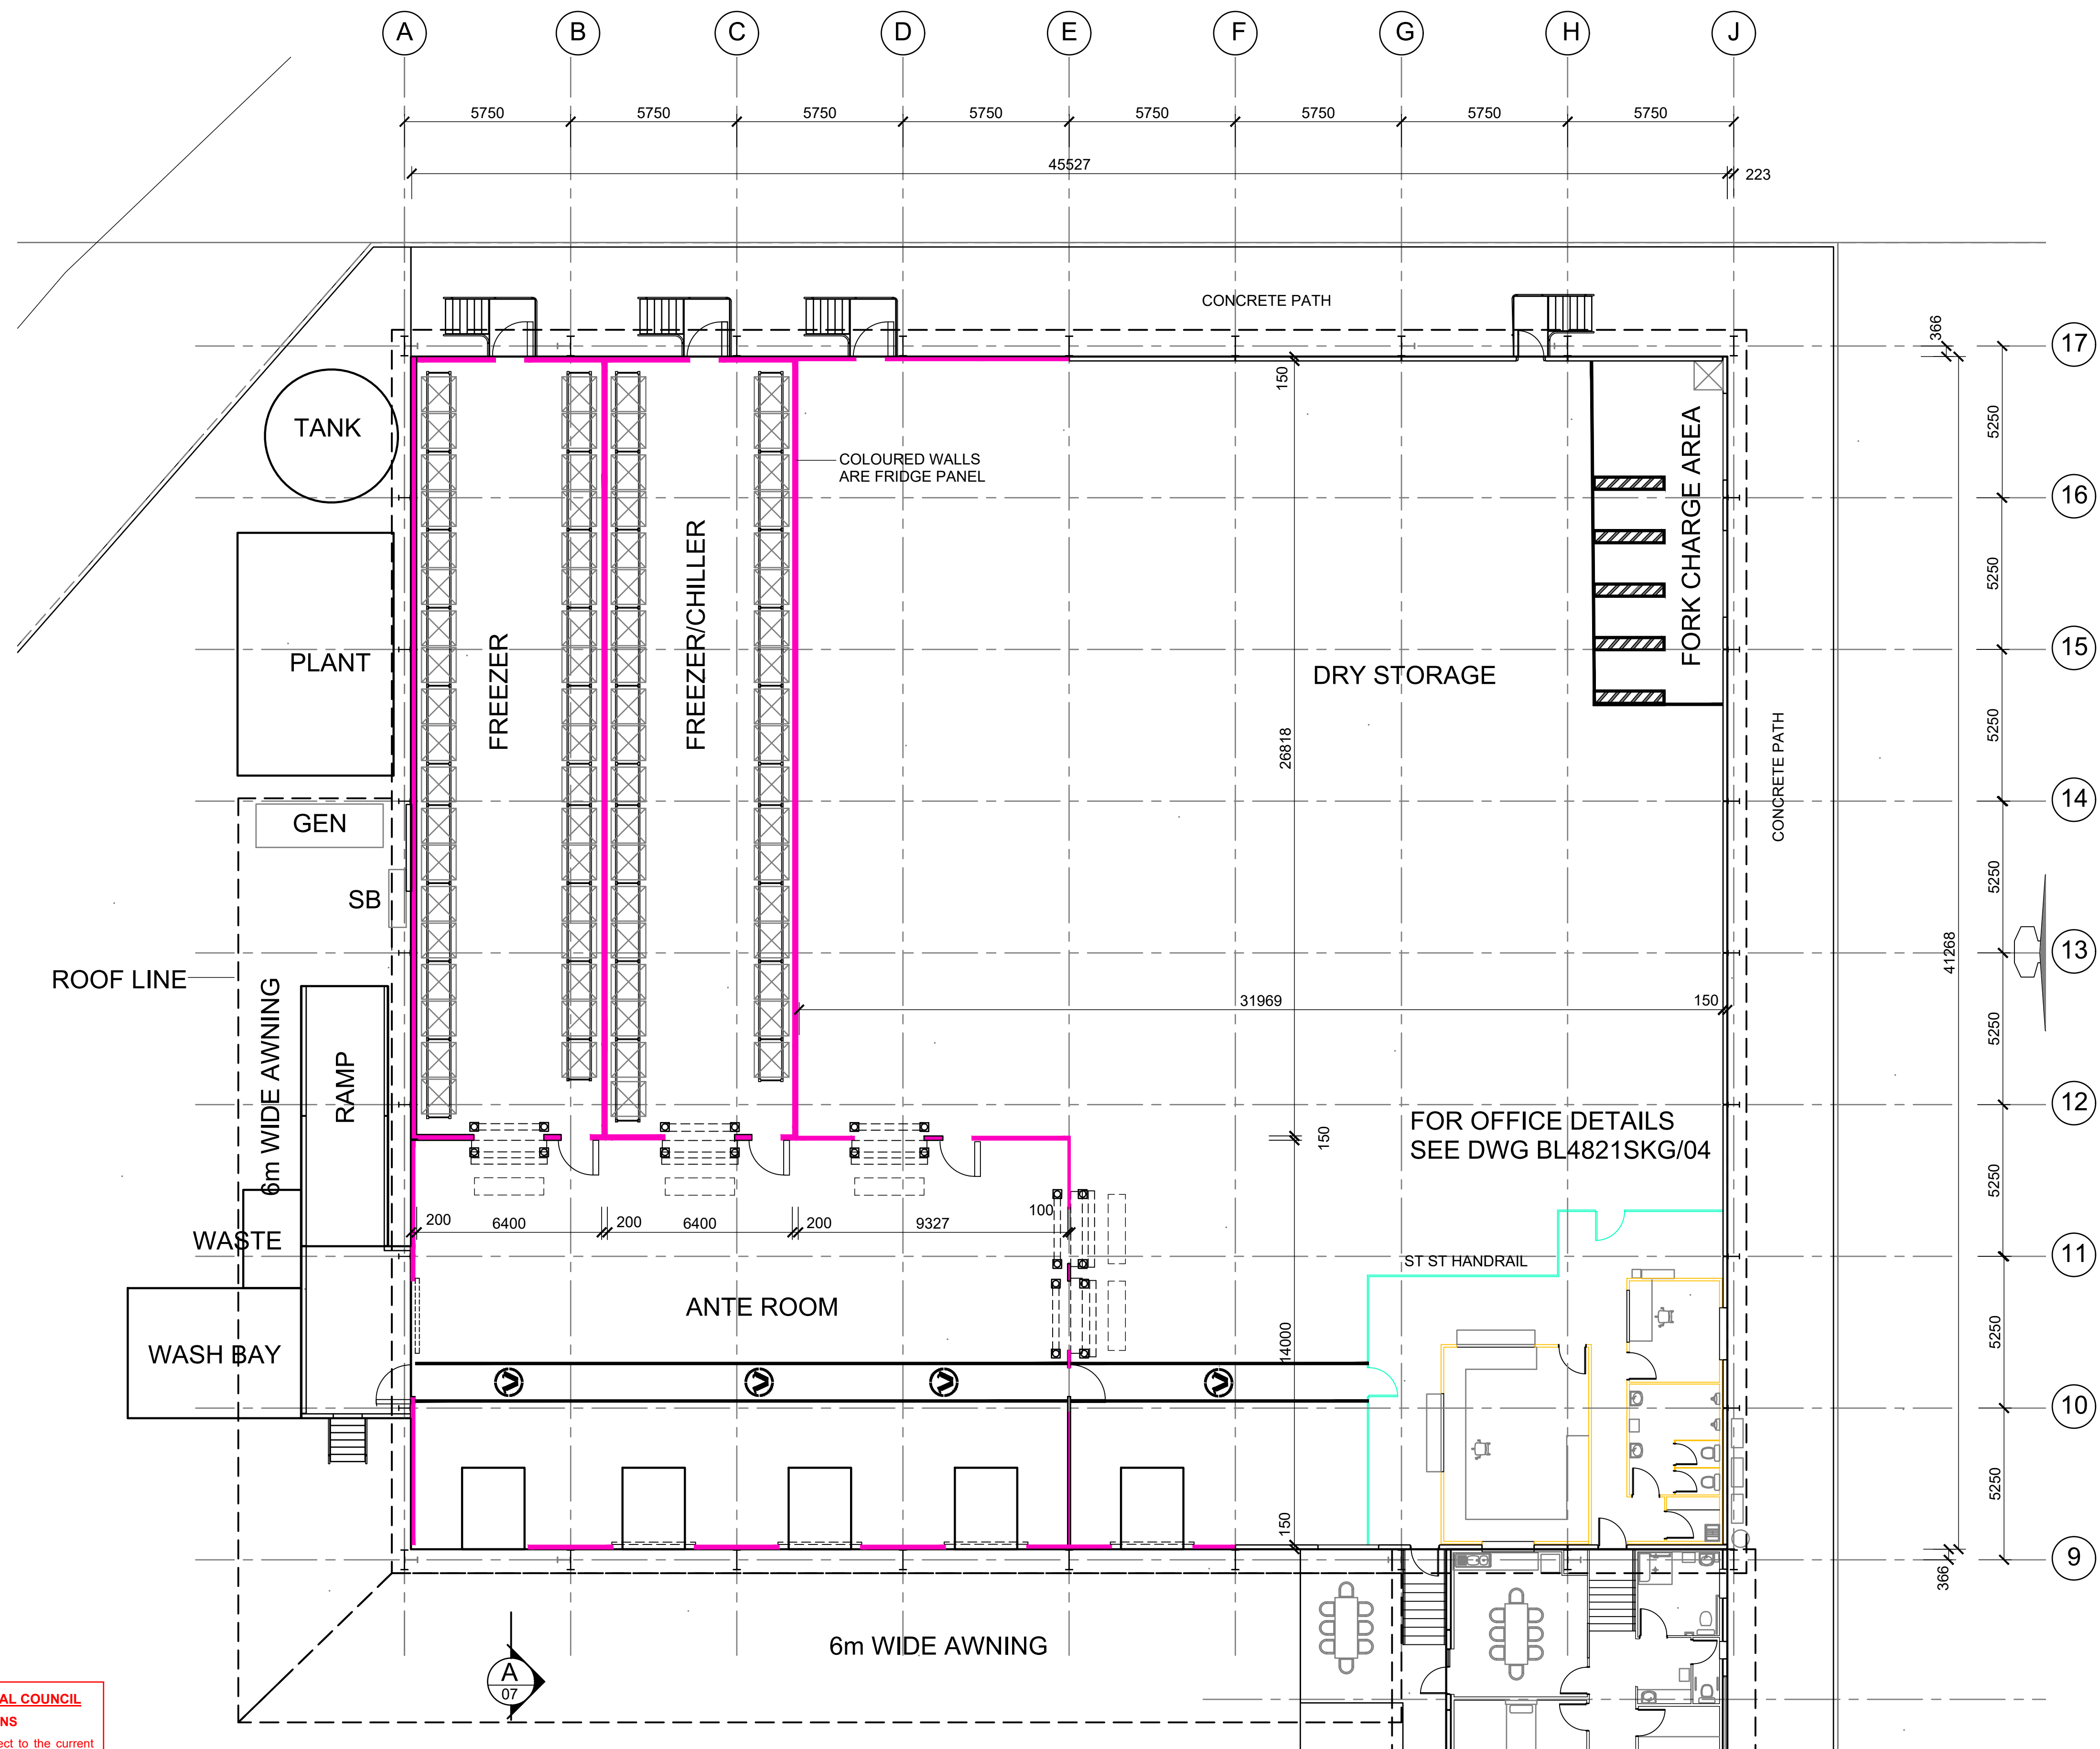 A B C D E F G H J
5750 5750 5750 5750 5750 5750 5750 5750
45527 223
CONCRETE PATH
366
17
150
TANK
COLOURED WALLS
ARE FRIDGE PANEL
FORK CHARGE AREA
5250
16
FREEZER
FREEZER/CHILLER
5250
PLANT
DRY STORAGE
15
26818
5250
CONCRETE PATH
14
GEN
SB
5250
41268
13
ROOF LINE
6m WIDE AWNING
31969 150
5250
RAMP
12
FOR OFFICE DETAILS
SEE DWG BL4821SKG/04
150
5250
200 6400 200 6400 200 9327 100
WASTE
11
ST ST HANDRAIL
ANTE ROOM
14000
5250
WASH BAY
10
150
5250
9
366
6m WIDE AWNING
A
07
AL COUNCIL
NS
ect to the current